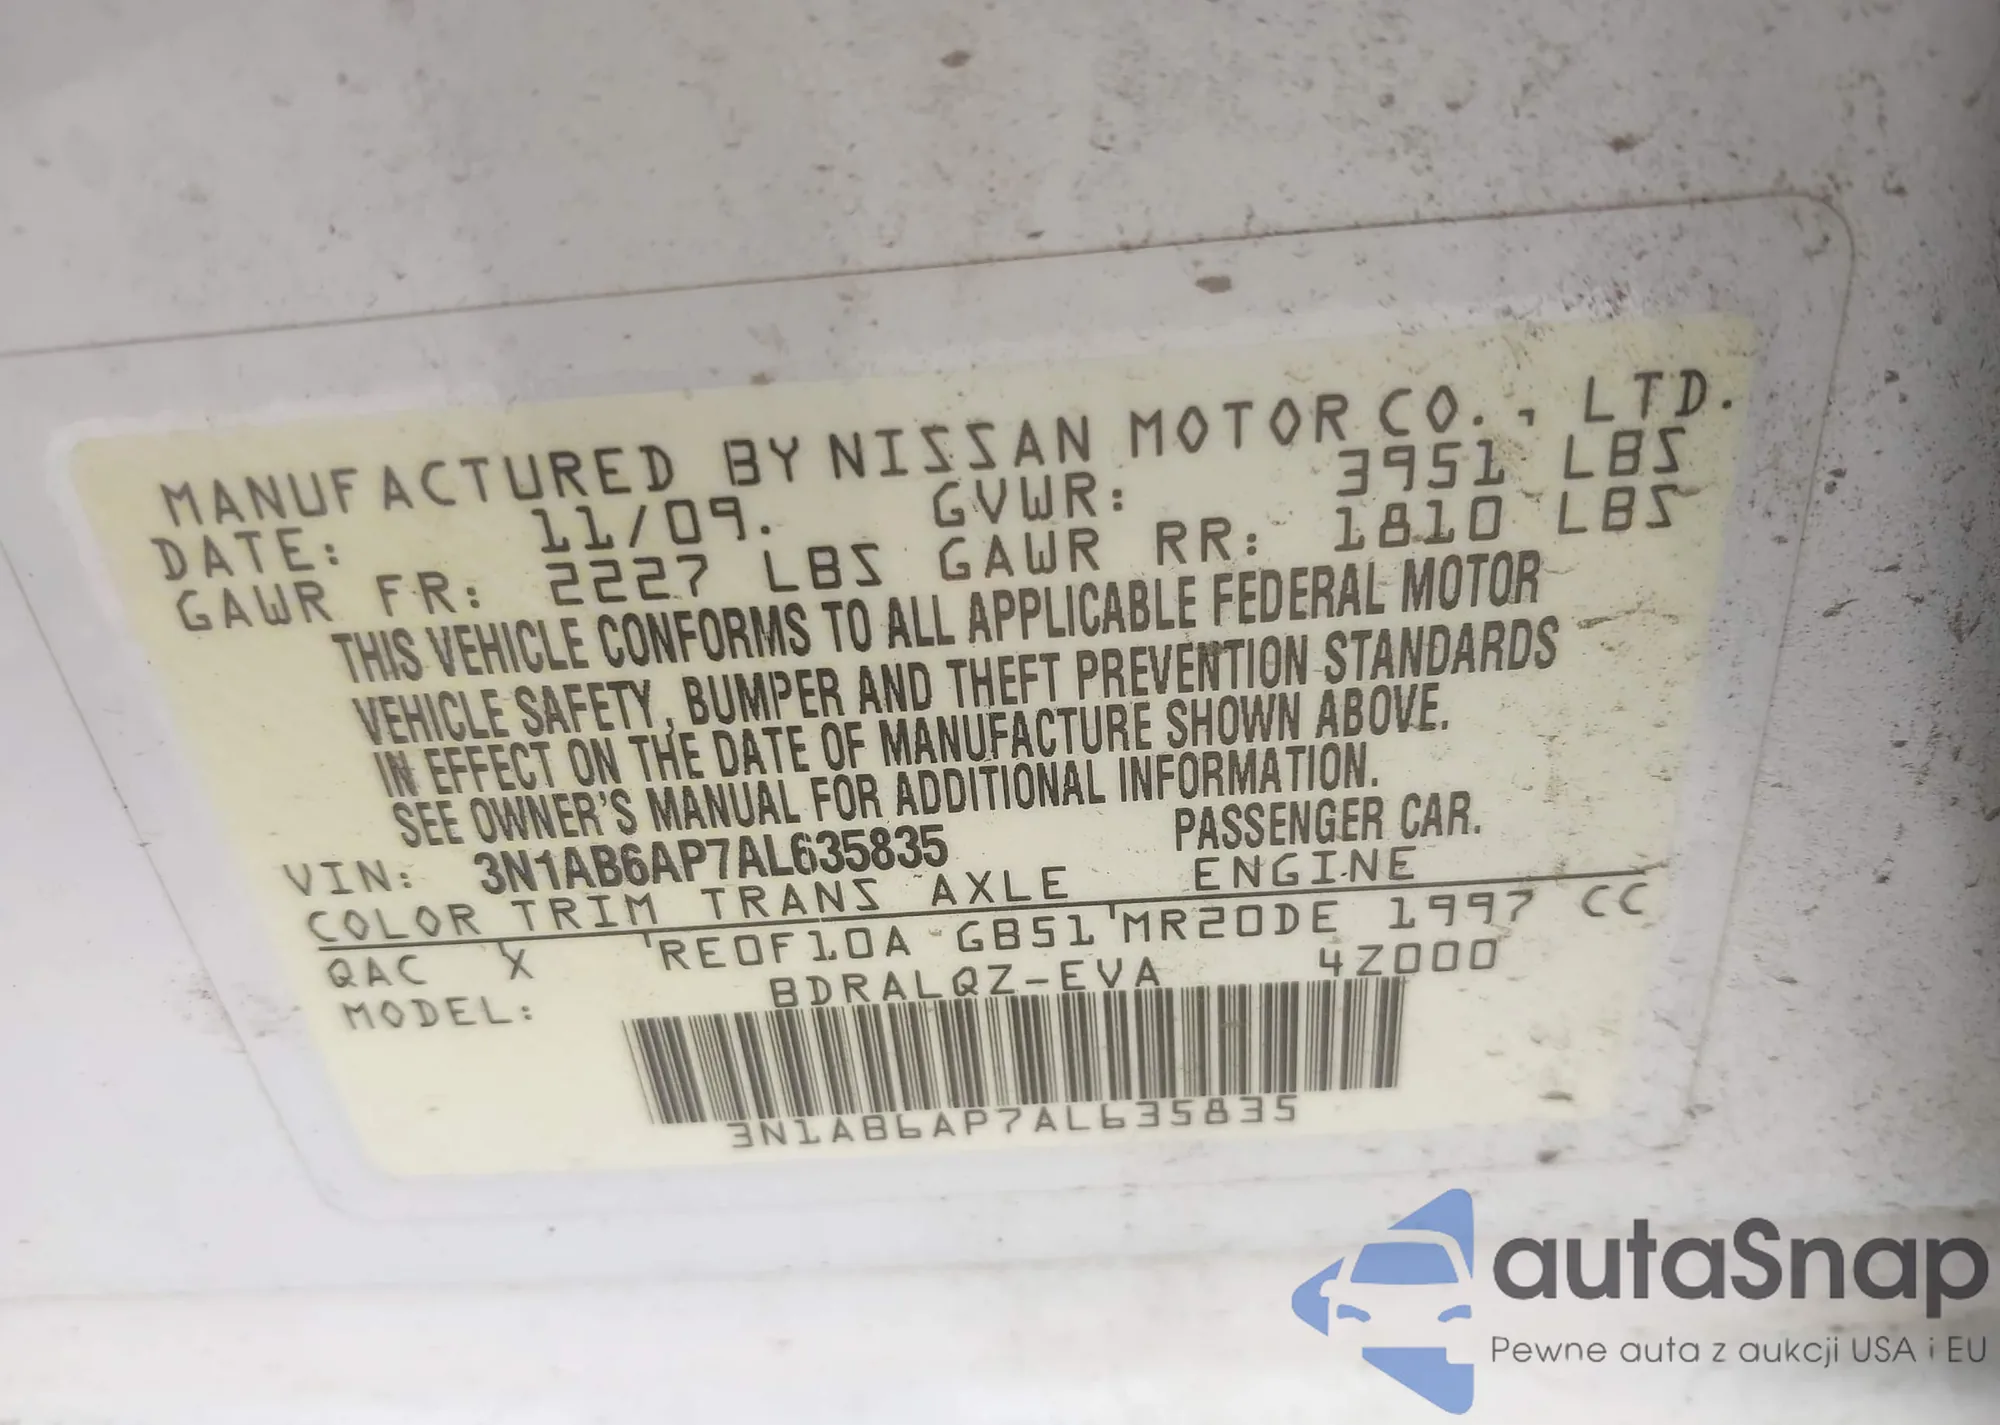 MANUFACTURED BY NISSAN MOTOR CO., LTD.
DATE: 11/09. GVWR: 3951 LBS
GAWR FR: 2227 LBS GAWR RR: 1810 LBS
THIS VEHICLE CONFORMS TO ALL APPLICABLE FEDERAL MOTOR
VEHICLE SAFETY, BUMPER AND THEFT PREVENTION STANDARDS
IN EFFECT ON THE DATE OF MANUFACTURE SHOWN ABOVE.
SEE OWNER'S MANUAL FOR ADDITIONAL INFORMATION.
VIN: 3N1AB6AP7AL635835 PASSENGER CAR.
COLOR TRIM TRANS AXLE ENGINE
QAC X RE0F10A GB51 MR20DE 1997 CC
MODEL: BDRALQZ-EVA 4Z000
3N1AB6AP7AL635835
autaSnap
Pewne auta z aukcji USA i EU